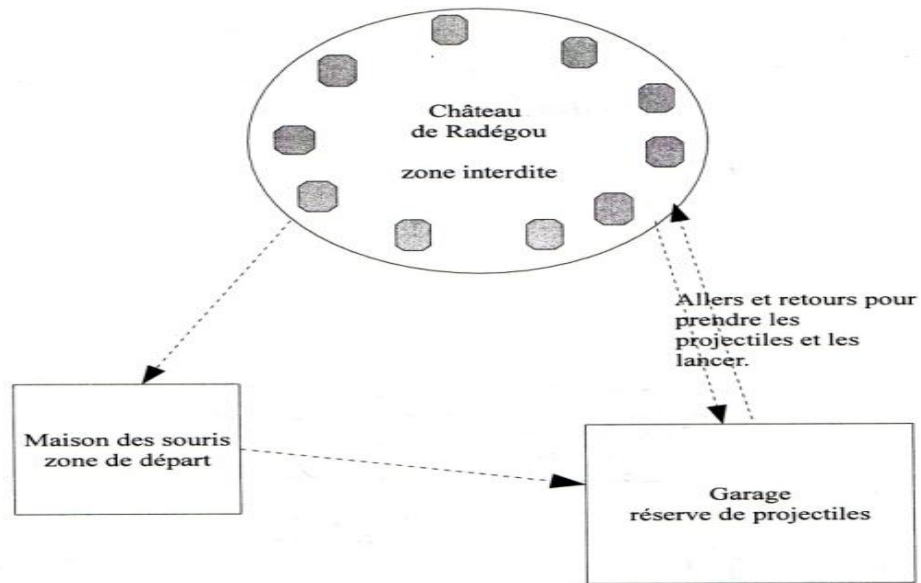 Château
de Radégou
zone interdite
Allers et retours pour
prendre les
projectiles et les
lancer.
Maison des souris
zone de départ
Garage
réserve de projectiles